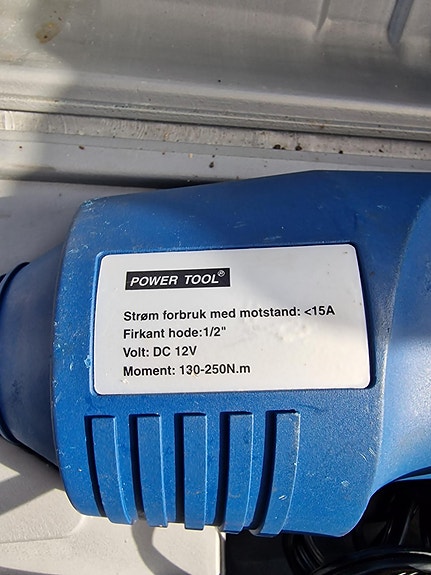 POWER TOOL®
Strøm forbruk med motstand: <15A
Firkant hode:1/2"
Volt: DC 12V
Moment: 130-250N.m